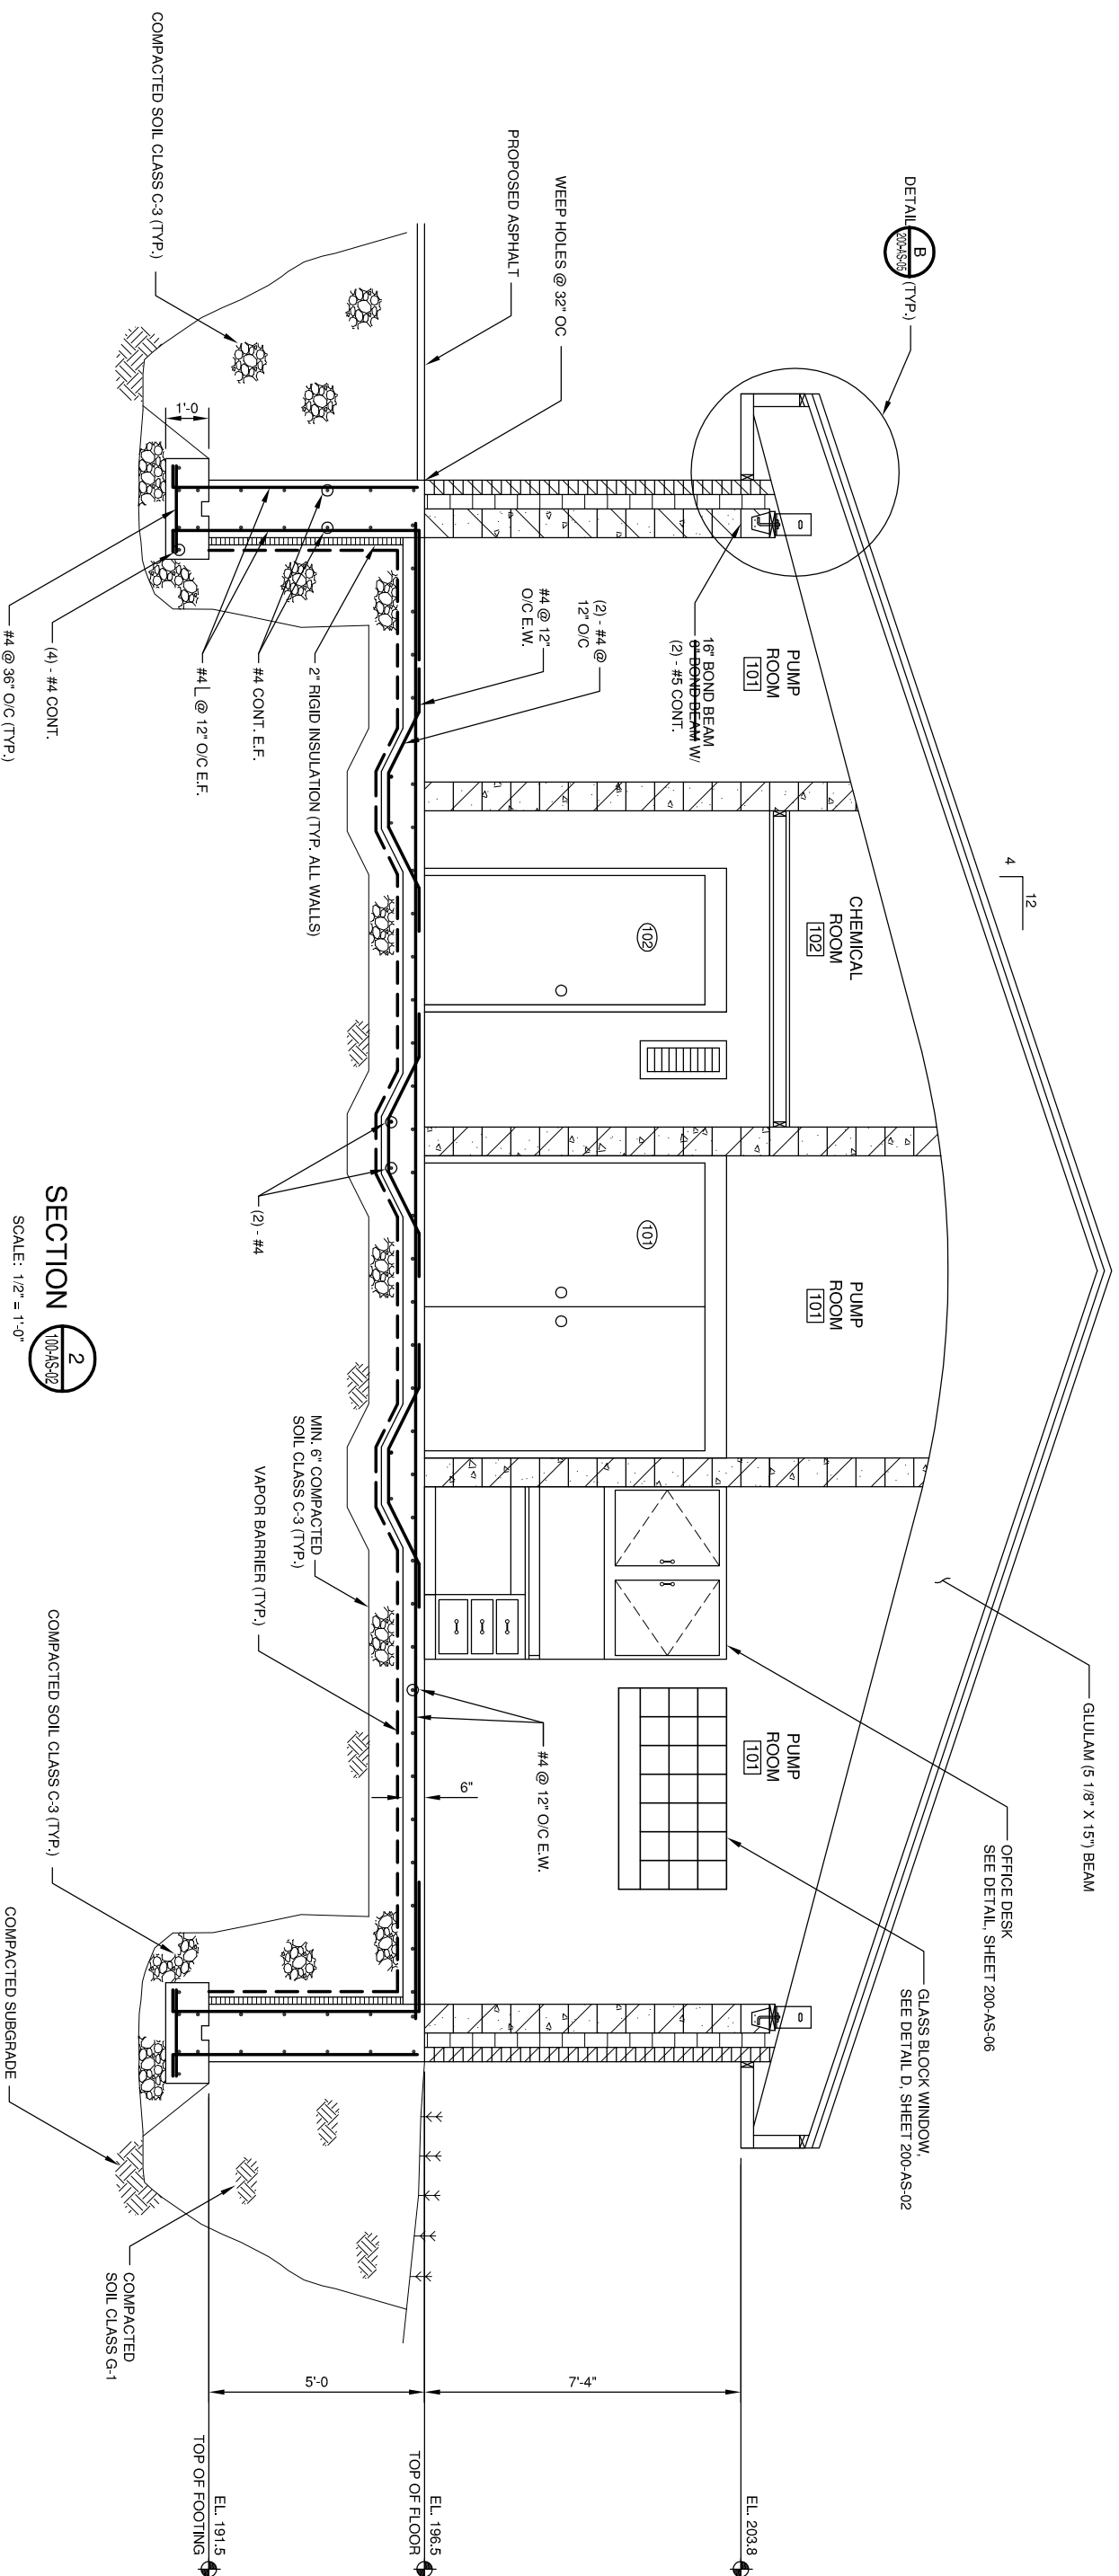 DETAIL
B
200-AS-05
(TYP.)
4
12
GLULAM (5 1/8" X 15") BEAM
OFFICE DESK
SEE DETAIL, SHEET 200-AS-06
GLASS BLOCK WINDOW,
SEE DETAIL D, SHEET 200-AS-02
WEEP HOLES @ 32" OC
PROPOSED ASPHALT
COMPACTED SOIL CLASS C-3 (TYP.)
16" BOND BEAM
8" BOND BEAM W/
(2) - #5 CONT.
PUMP
ROOM
101
CHEMICAL
ROOM
102
PUMP
ROOM
101
PUMP
ROOM
101
102
101
(2) - #4 @
12" O/C
#4 @ 12"
O/C E.W.
#4 @ 12" O/C E.W.
6"
1'-0
2" RIGID INSULATION (TYP. ALL WALLS)
#4 CONT. E.F.
#4 @ 12" O/C E.F.
(4) - #4 CONT.
#4 @ 36" O/C (TYP.)
(2) - #4
MIN. 6" COMPACTED
SOIL CLASS C-3 (TYP.)
VAPOR BARRIER (TYP.)
COMPACTED SOIL CLASS C-3 (TYP.)
COMPACTED SUBGRADE
COMPACTED
SOIL CLASS G-1
7'-4"
5'-0
EL. 203.8
EL. 196.5
TOP OF FLOOR
EL. 191.5
TOP OF FOOTING
SECTION
2
100-AS-02
SCALE: 1/2" = 1'-0"